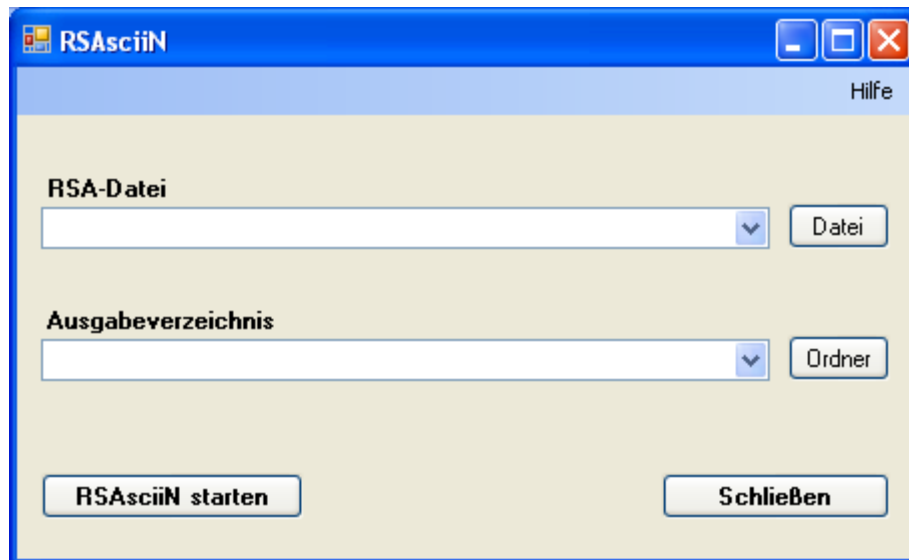 RSAsciiN
Hilfe
RSA-Datei
Datei
Ausgabeverzeichnis
Ordner
RSAsciiN starten
Schließen